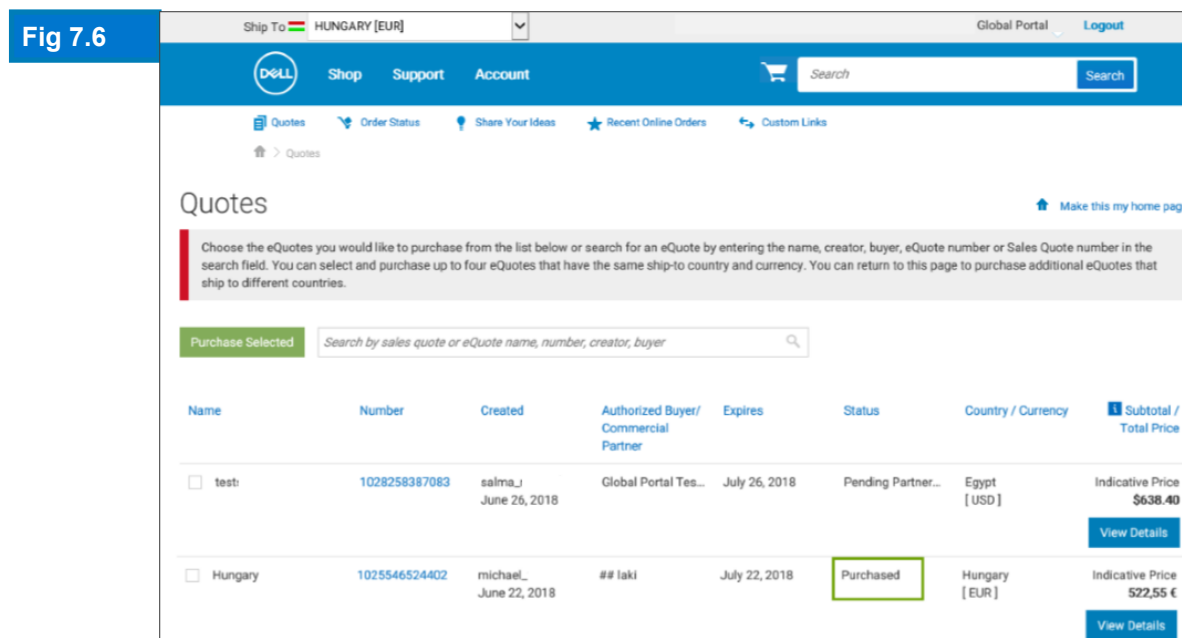 Fig 7.6
Ship To HUNGARY [EUR] Global Portal Logout
DELL Shop Support Account Search Search
Quotes Order Status Share Your Ideas Recent Online Orders Custom Links
> Quotes
Quotes
Make this my home pag
Choose the eQuotes you would like to purchase from the list below or search for an eQuote by entering the name, creator, buyer, eQuote number or Sales Quote number in the
search field. You can select and purchase up to four eQuotes that have the same ship-to country and currency. You can return to this page to purchase additional eQuotes that
ship to different countries.
Purchase Selected Search by sales quote or eQuote name, number, creator, buyer
Name Number Created Authorized Buyer/ Expires Status Country / Currency i Subtotal /
Commercial Total Price
Partner
test 1028258387083 salma_ Global Portal Tes... July 26, 2018 Pending Partner... Egypt Indicative Price
June 26, 2018 [ USD ] $638.40
View Details
Hungary 1025546524402 michael_ ## laki July 22, 2018 Purchased Hungary Indicative Price
June 22, 2018 [ EUR ] 522,55 €
View Details